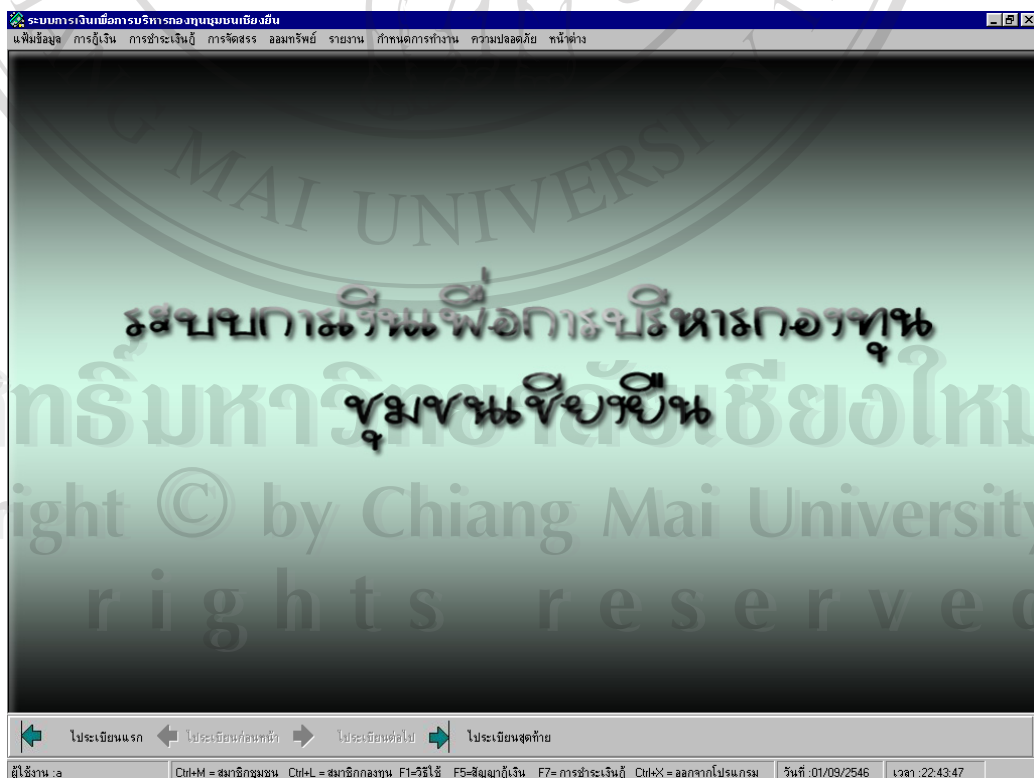 ระบบการเงินเพื่อการบริหารกองทุนชุมชนเชียงยืน
แฟ้มข้อมูล การกู้เงิน การชำระเงินกู้ การจัดสรร ออมทรัพย์ รายงาน กำหนดการทำงาน ความปลอดภัย หน้าต่าง
NG MAI UNIVERSITY
ระบบการเงินเพื่อการบริหารกองทุน
ชุมชนเชียงยืน
ทธิ์มหาวิทยาลัยเชียงให
right © by Chiang Mai University
rights reserve
ไประเบียนแรก ไประเบียนก่อนหน้า ไประเบียนต่อไป ไประเบียนสุดท้าย
ผู้ใช้งาน :a Ctrl+M = สมาชิกชุมชน Ctrl+L = สมาชิกกองทุน F1=วิธีใช้ F5=สัญญากู้เงิน F7= การชำระเงินกู้ Ctrl+X = ออกจากโปรแกรม วันที่ :01/09/2546 เวลา :22:43:47